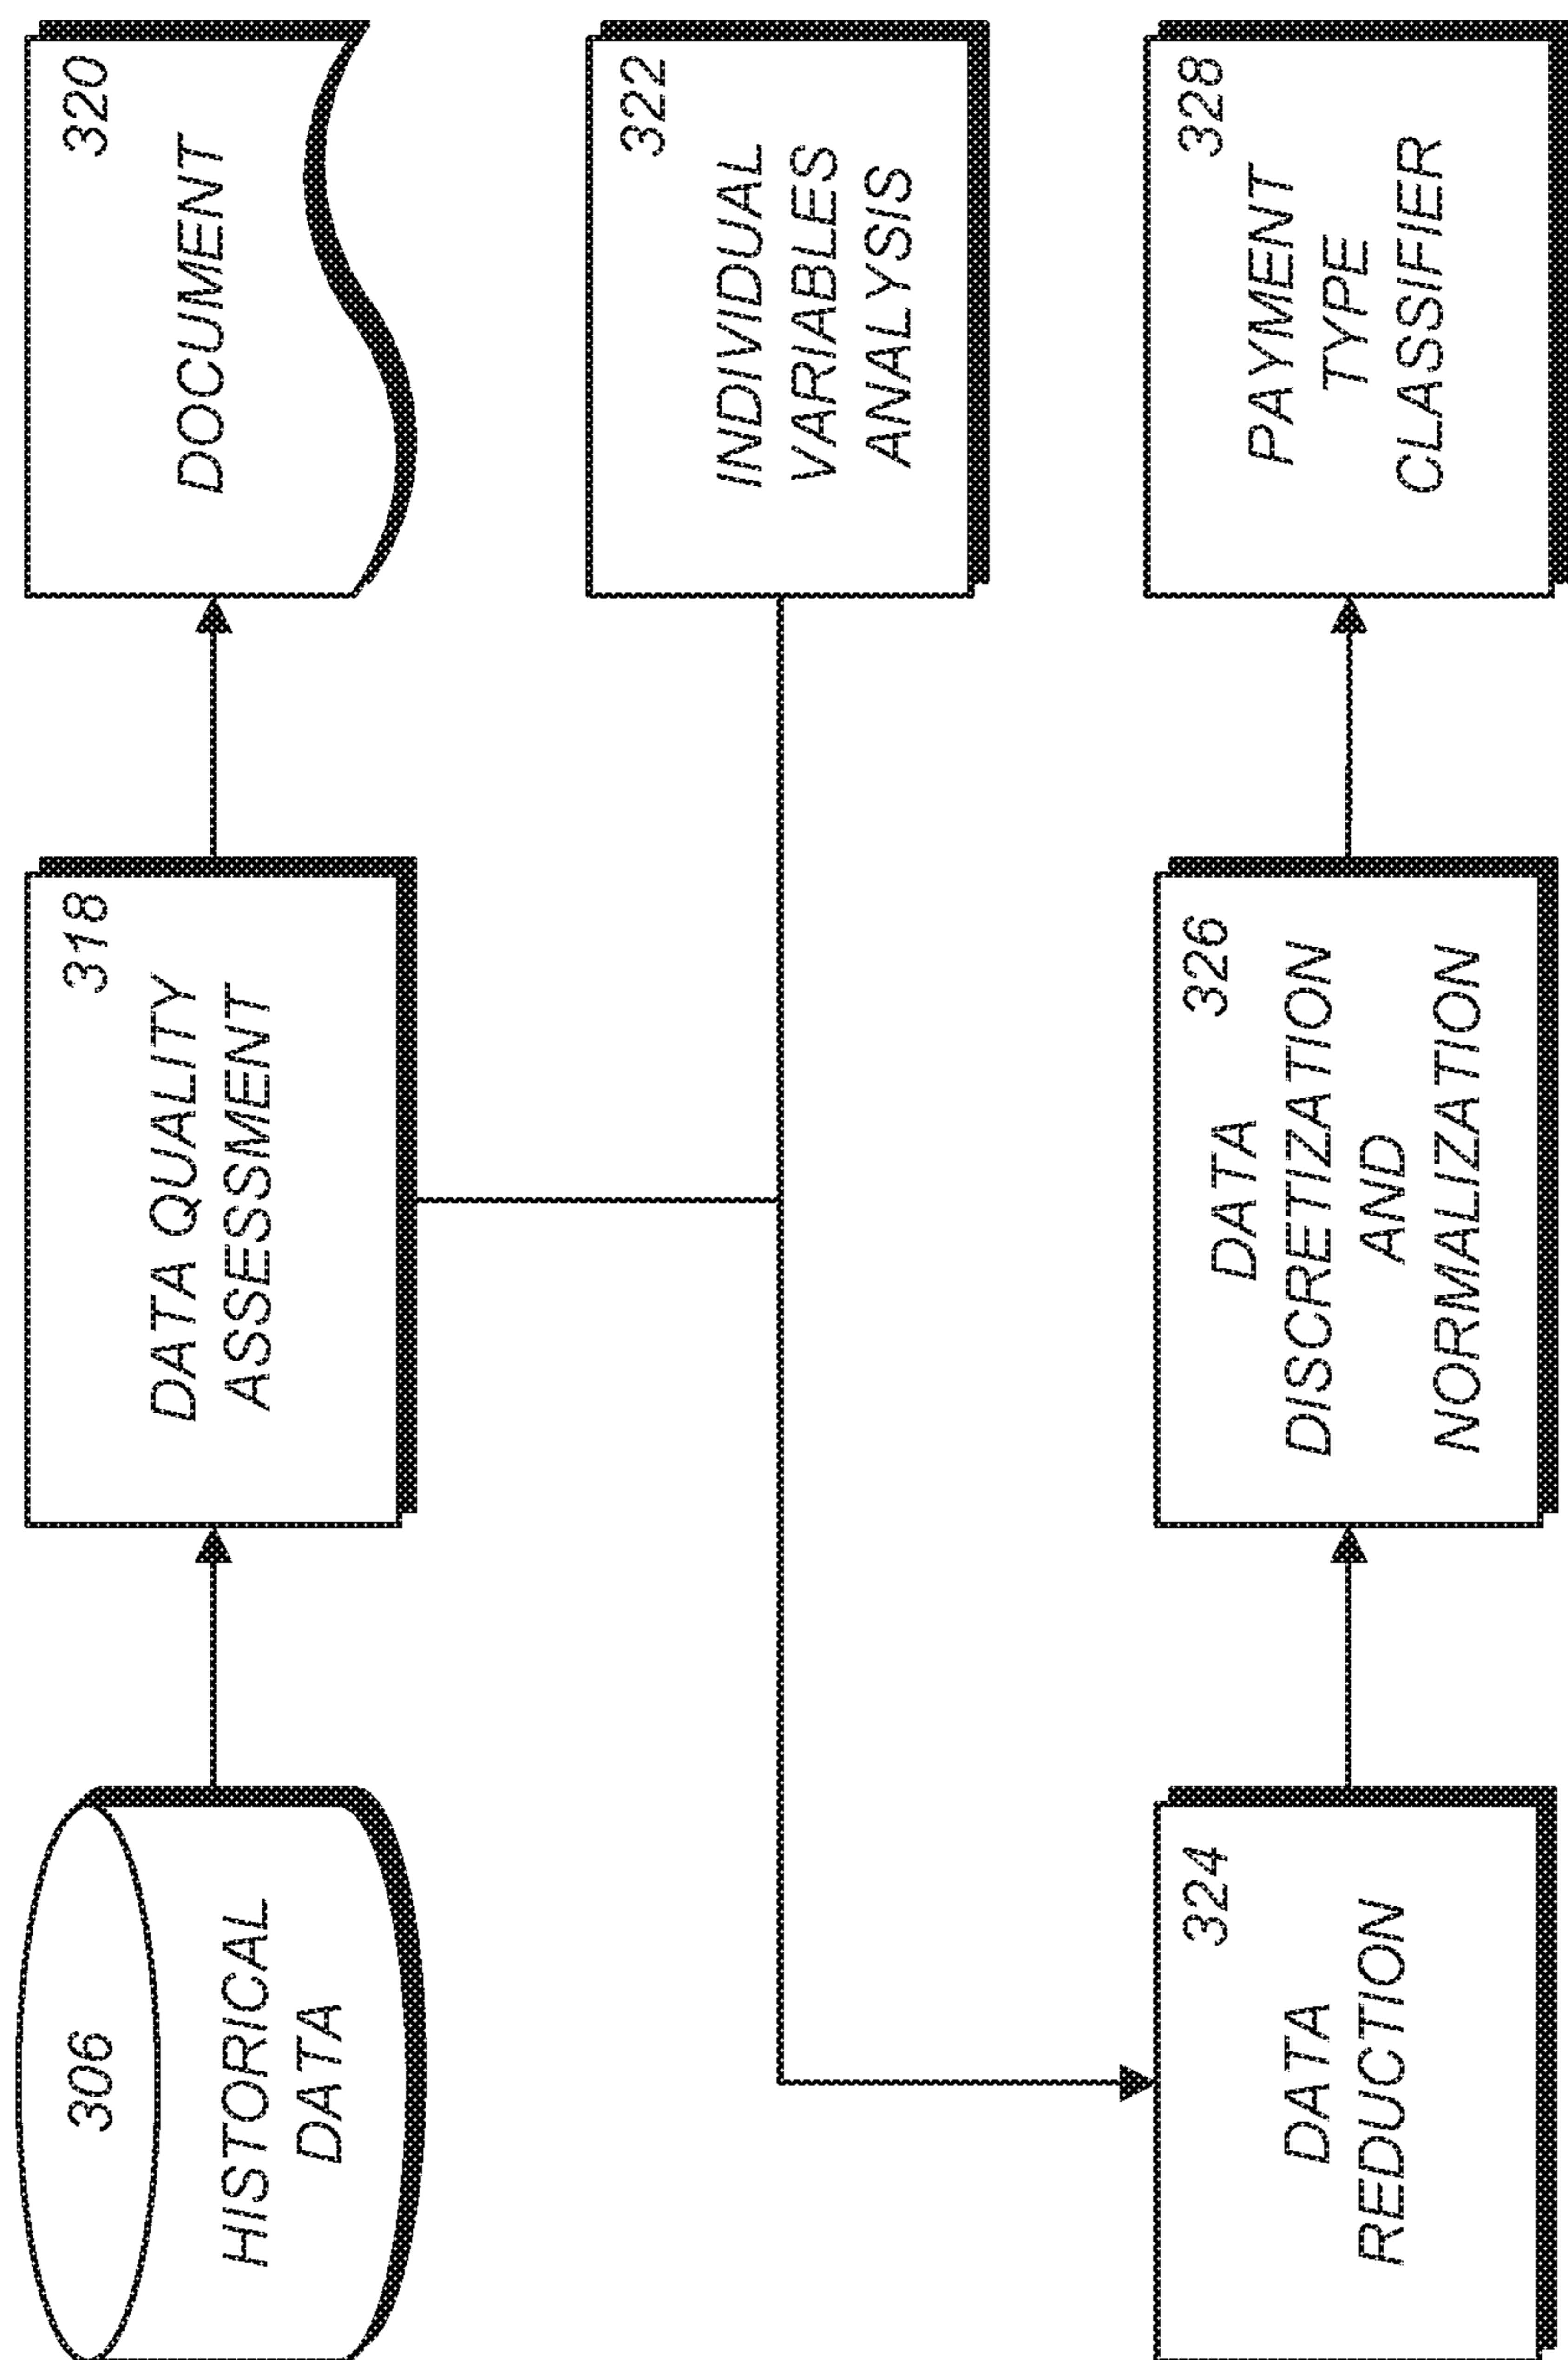 306
HISTORICAL
DATA
318
DATA QUALITY
ASSESSMENT
320
DOCUMENT
322
INDIVIDUAL
VARIABLES
ANALYSIS
324
DATA
REDUCTION
326
DATA
DISCRETIZATION
AND
NORMALIZATION
328
PAYMENT
TYPE
CLASSIFIER